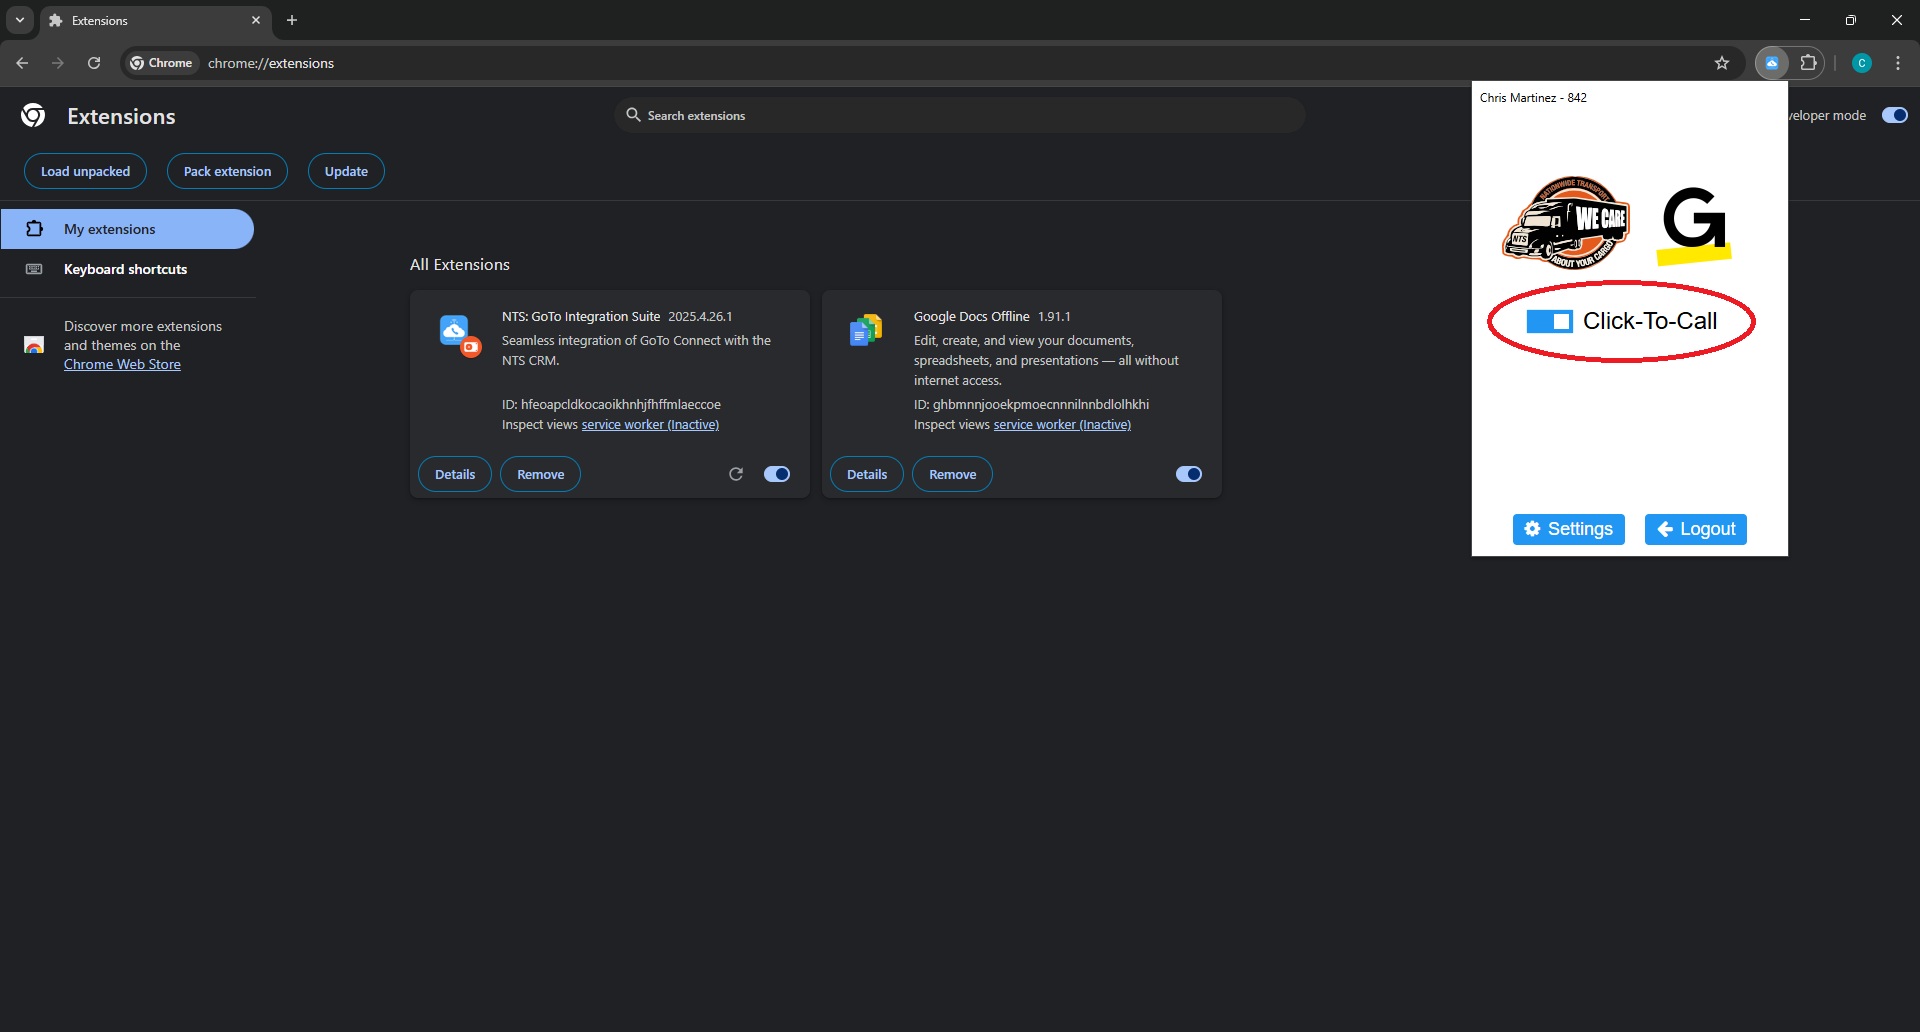 Extensions
Chrome
chrome://extensions
C
Extensions
Search extensions
veloper mode
Load unpacked
Pack extension
Update
My extensions
Keyboard shortcuts
Discover more extensions
and themes on the
Chrome Web Store
All Extensions
NTS: GoTo Integration Suite 2025.4.26.1
Seamless integration of GoTo Connect with the
NTS CRM.
ID: hfeoapcldkocaoikhnhjfhffmlaeccoe
Inspect views service worker (Inactive)
Details
Remove
Google Docs Offline 1.91.1
Edit, create, and view your documents,
spreadsheets, and presentations — all without
internet access.
ID: ghbmnnjooekpmoecnnnilnnbdlolhkhi
Inspect views service worker (Inactive)
Details
Remove
Chris Martinez - 842
NATIONWIDE TRANSPORT
WE CARE
NTS
ABOUT YOUR CARGO
G
Click-To-Call
Settings
Logout